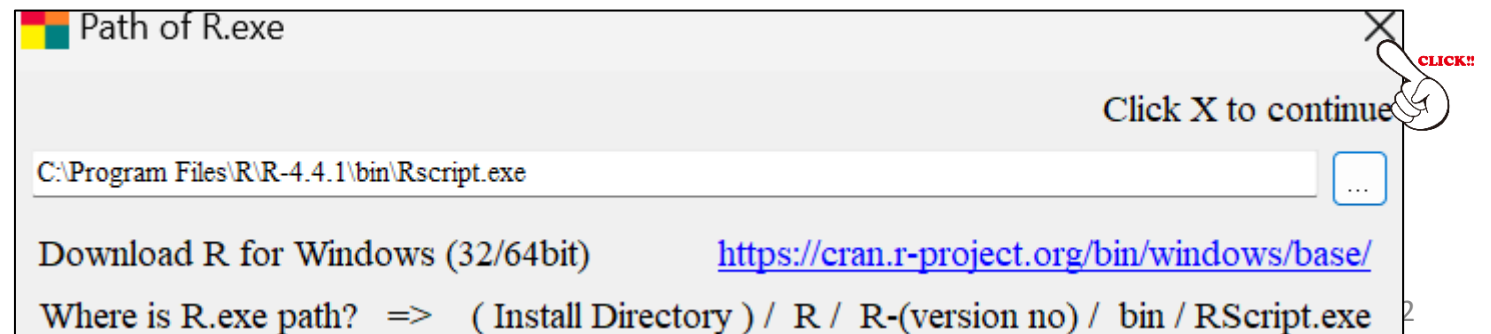 Path of R.exe
CLICK!!
Click X to continue
C:\Program Files\R\R-4.4.1\bin\Rscript.exe
...
Download R for Windows (32/64bit) https://cran.r-project.org/bin/windows/base/
Where is R.exe path? => ( Install Directory ) / R / R-(version no) / bin / RScript.exe
2